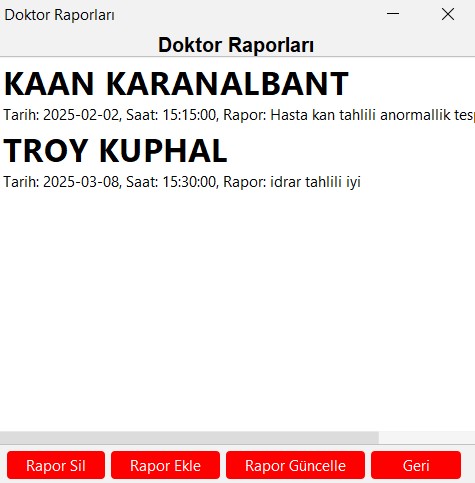 Doktor Raporları
Doktor Raporları
KAAN KARANALBANT
Tarih: 2025-02-02, Saat: 15:15:00, Rapor: Hasta kan tahlili anormallik
TROY KUPHAL
Tarih: 2025-03-08, Saat: 15:30:00, Rapor: idrar tahlili iyi
Rapor Sil
Rapor Ekle
Rapor Güncelle
Geri